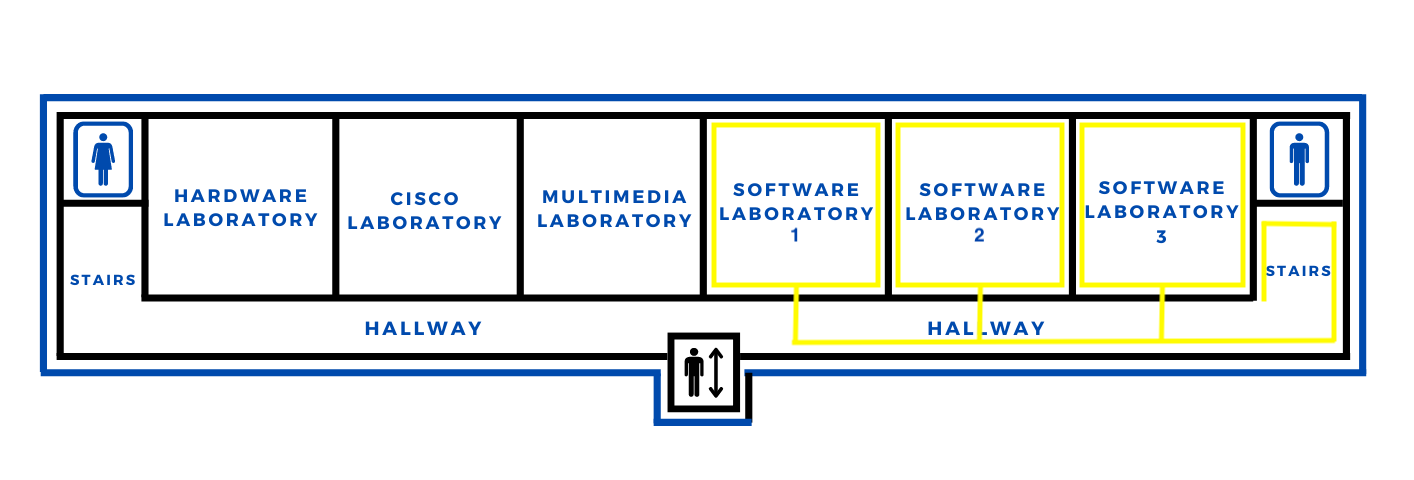 HARDWARE
LABORATORY
CISCO
LABORATORY
MULTIMEDIA
LABORATORY
SOFTWARE
LABORATORY
1
SOFTWARE
LABORATORY
2
SOFTWARE
LABORATORY
3
STAIRS
STAIRS
HALLWAY
HALLWAY